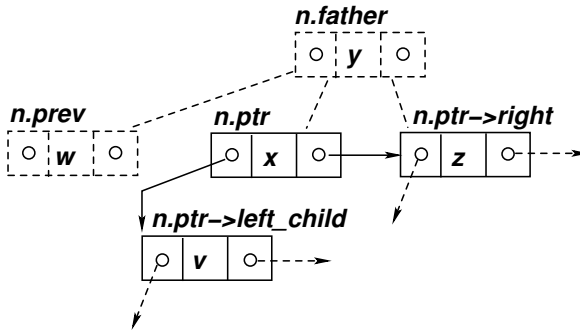 n.father
y
n.prev
n.ptr
n.ptr->right
w
x
z
n.ptr->left_child
v